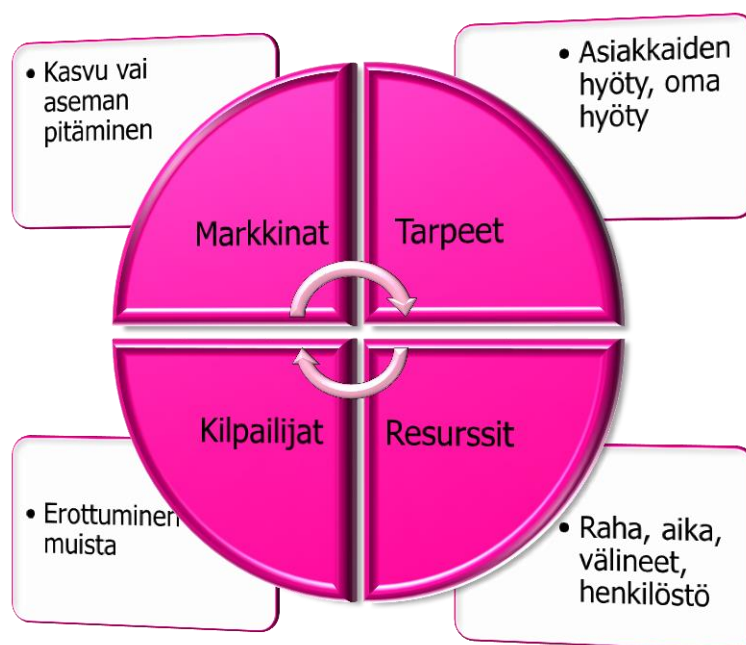 • Kasvu vai
aseman
pitäminen
• Asiakkaiden
hyöty, oma
hyöty
Markkinat
Tarpeet
Kilpailijat
Resurssit
• Erottuminen
muista
• Raha, aika,
välineet,
henkilöstö